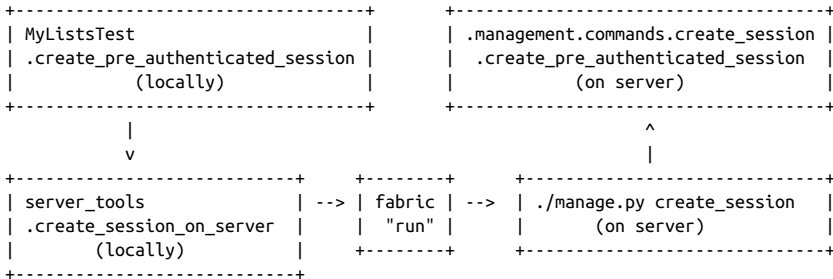 +-----------------------------------+       +-------------------------------------+
| MyListsTest                       |       | .management.commands.create_session |
| .create_pre_authenticated_session |       |  .create_pre_authenticated_session  |
|            (locally)              |       |             (on server)             |
+-----------------------------------+       +-------------------------------------+
            |                                                   ^
            v                                                   |
+----------------------------+     +--------+      +------------------------------+
| server_tools               | --> | fabric | -->  | ./manage.py create_session   |
| .create_session_on_server  |     |  "run" |      |        (on server)           |
|        (locally)           |     +--------+      +------------------------------+
+----------------------------+